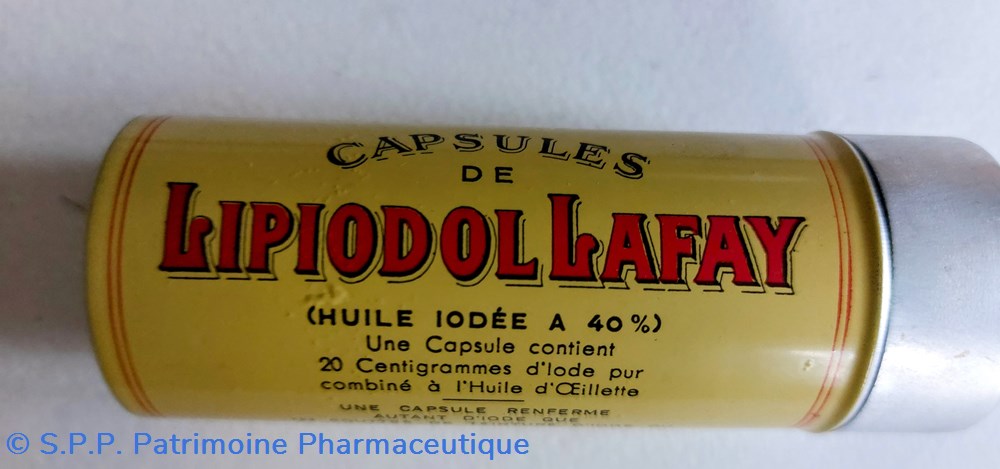 CAPSULES
DE
LIPIODOL LAFAY
(HUILE IODÉE A 40%)
Une Capsule contient
20 Centigrammes d'Iode pur
combiné à l'Huile d'Œillette
UNE CAPSULE RENFERME
AUTANT D'IODE QUE
© S.P.P. Patrimoine Pharmaceutique